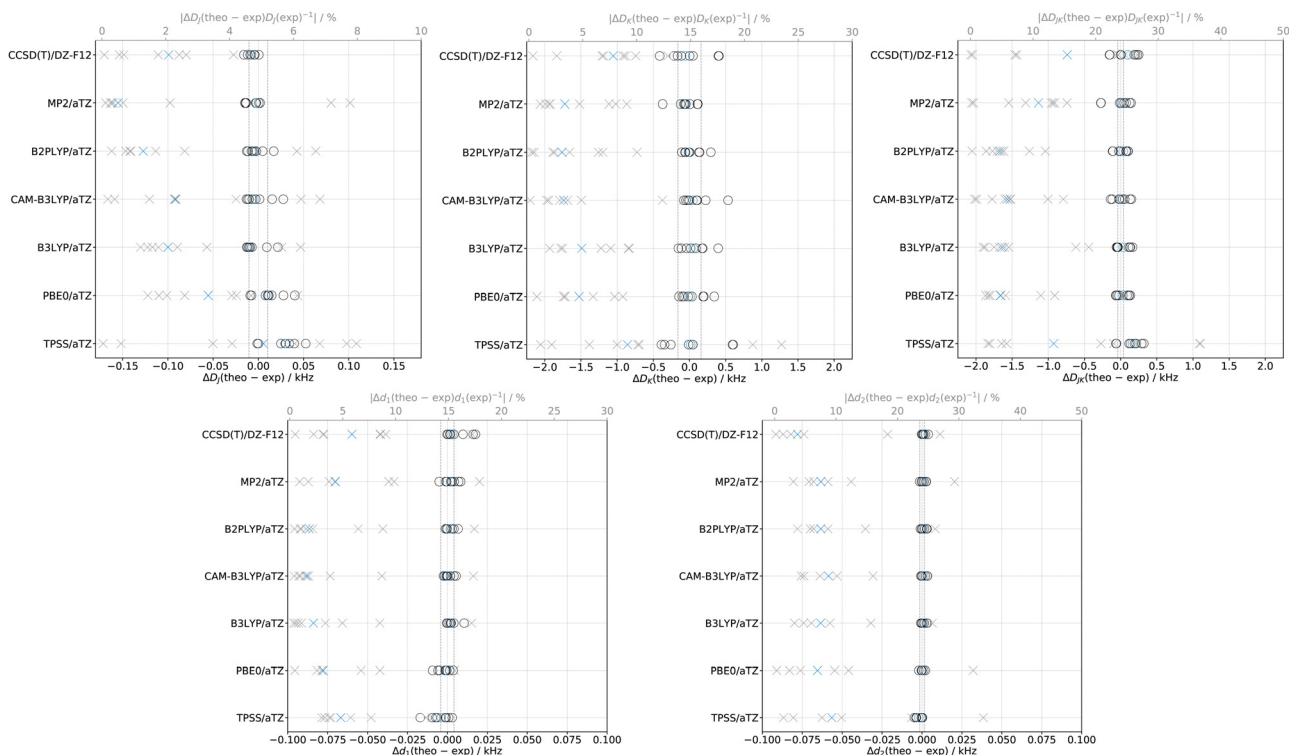 |ΔD_J(theo − exp)D_J(exp)⁻¹| / %
0 2 4 6 8 10
CCSD(T)/DZ-F12
MP2/aTZ
B2PLYP/aTZ
CAM-B3LYP/aTZ
B3LYP/aTZ
PBE0/aTZ
TPSS/aTZ
−0.15 −0.10 −0.05 0.00 0.05 0.10 0.15
ΔD_J(theo − exp) / kHz
|ΔD_K(theo − exp)D_K(exp)⁻¹| / %
0 5 10 15 20 25 30
CCSD(T)/DZ-F12
MP2/aTZ
B2PLYP/aTZ
CAM-B3LYP/aTZ
B3LYP/aTZ
PBE0/aTZ
TPSS/aTZ
−2.0 −1.5 −1.0 −0.5 0.0 0.5 1.0 1.5 2.0
ΔD_K(theo − exp) / kHz
|ΔD_JK(theo − exp)D_JK(exp)⁻¹| / %
0 10 20 30 40 50
CCSD(T)/DZ-F12
MP2/aTZ
B2PLYP/aTZ
CAM-B3LYP/aTZ
B3LYP/aTZ
PBE0/aTZ
TPSS/aTZ
−2.0 −1.5 −1.0 −0.5 0.0 0.5 1.0 1.5 2.0
ΔD_JK(theo − exp) / kHz
|Δd₁(theo − exp)d₁(exp)⁻¹| / %
0 5 10 15 20 25 30
CCSD(T)/DZ-F12
MP2/aTZ
B2PLYP/aTZ
CAM-B3LYP/aTZ
B3LYP/aTZ
PBE0/aTZ
TPSS/aTZ
−0.100 −0.075 −0.050 −0.025 0.000 0.025 0.050 0.075 0.100
Δd₁(theo − exp) / kHz
|Δd₂(theo − exp)d₂(exp)⁻¹| / %
0 10 20 30 40 50
CCSD(T)/DZ-F12
MP2/aTZ
B2PLYP/aTZ
CAM-B3LYP/aTZ
B3LYP/aTZ
PBE0/aTZ
TPSS/aTZ
−0.100 −0.075 −0.050 −0.025 0.000 0.025 0.050 0.075 0.100
Δd₂(theo − exp) / kHz